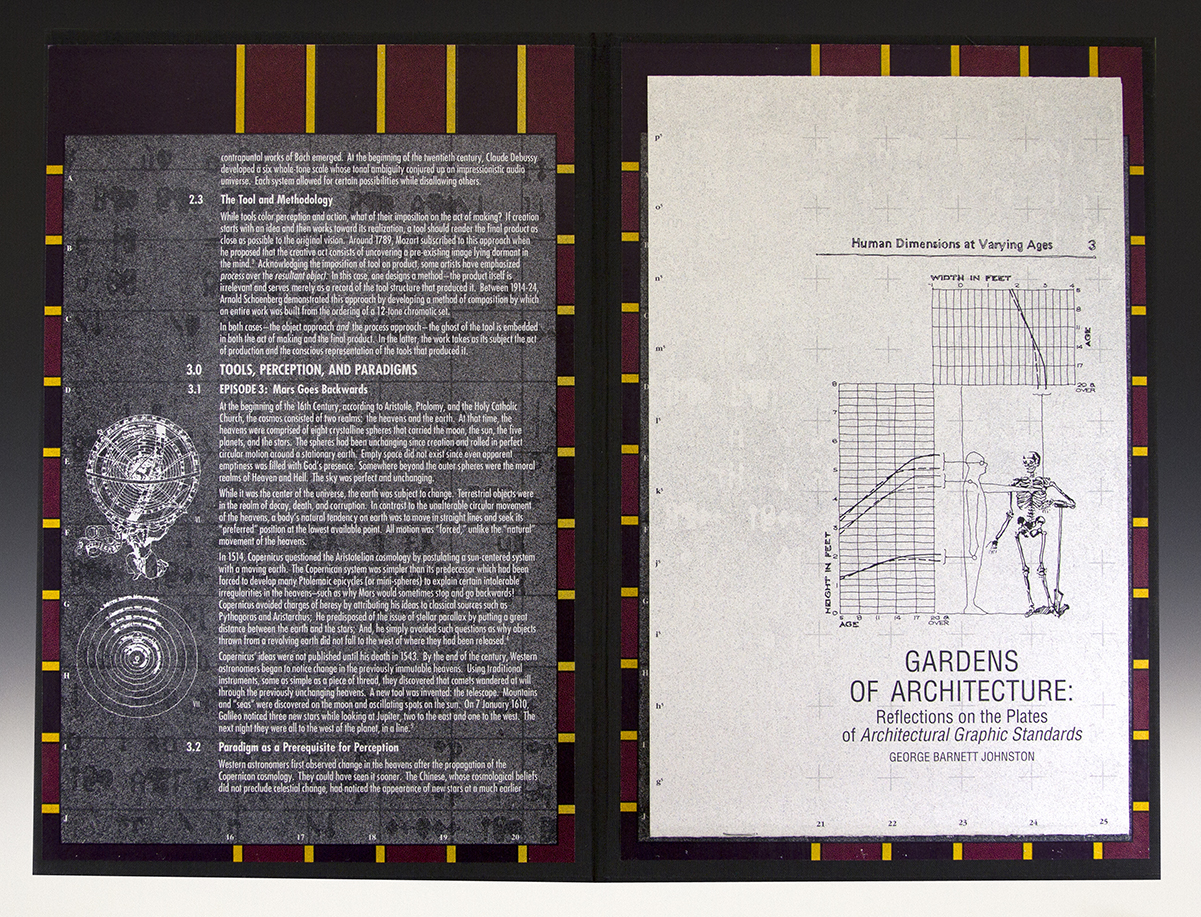 contrapuntal works of Bach emerged. At the beginning of the twentieth century, Claude Debussy
developed a six whole-tone scale whose tonal ambiguity conjured up an impressionistic audio
universe. Each system allowed for certain possibilities while disallowing others.
2.3 The Tool and Methodology
While tools color perception and action, what of their imposition on the act of making? If creation
starts with an idea and then works toward its realization, a tool should render the final product as
close as possible to the original vision. Around 1789, Mozart subscribed to this approach when
he proposed that the creative act consists of uncovering a pre-existing image lying dormant in
the mind.⁵ Acknowledging the imposition of tool on product, some artists have emphasized
process over the resultant object. In this case, one designs a method—the product itself is
irrelevant and serves merely as a record of the tool structure that produced it. Between 1914-24,
Arnold Schoenberg demonstrated this approach by developing a method of composition by which
an entire work was built from the ordering of a 12-tone chromatic set.
In both cases—the object approach and the process approach—the ghost of the tool is embedded
in both the act of making and the final product. In the latter, the work takes as its subject the act
of production and the conscious representation of the tools that produced it.
3.0 TOOLS, PERCEPTION, AND PARADIGMS
3.1 EPISODE 3: Mars Goes Backwards
At the beginning of the 16th Century, according to Aristotle, Ptolomy, and the Holy Catholic
Church, the cosmos consisted of two realms: the heavens and the earth. At that time, the
heavens were comprised of eight crystalline spheres that carried the moon, the sun, the five
planets, and the stars. The spheres had been unchanging since creation and rolled in perfect
circular motion around a stationary earth. Empty space did not exist since even apparent
emptiness was filled with God's presence. Somewhere beyond the outer spheres were the moral
realms of Heaven and Hell. The sky was perfect and unchanging.
While it was the center of the universe, the earth was subject to change. Terrestrial objects were
in the realm of decay, death, and corruption. In contrast to the unalterable circular movement
of the heavens, a body's natural tendency on earth was to move in straight lines and seek its
"preferred" position at the lowest available point. All motion was "forced," unlike the "natural"
movement of the heavens.
In 1514, Copernicus questioned the Aristotelian cosmology by postulating a sun-centered system
with a moving earth. The Copernican system was simpler than its predecessor which had been
forced to develop many Ptolemaic epicycles (or mini-spheres) to explain certain intolerable
irregularities in the heavens—such as why Mars would sometimes stop and go backwards!
Copernicus avoided charges of heresy by attributing his ideas to classical sources such as
Pythagoras and Aristarchus; He predisposed of the issue of stellar parallax by putting a great
distance between the earth and the stars; And, he simply avoided such questions as why objects
thrown from a revolving earth did not fall to the west of where they had been released.
Copernicus' ideas were not published until his death in 1543. By the end of the century, Western
astronomers began to notice change in the previously immutable heavens. Using traditional
instruments, some as simple as a piece of thread, they discovered that comets wandered at will
through the previously unchanging heavens. A new tool was invented: the telescope. Mountains
and "seas" were discovered on the moon and oscillating spots on the sun. On 7 January 1610,
Galileo noticed three new stars while looking at Jupiter, two to the east and one to the west. The
next night they were all to the west of the planet, in a line.
3.2 Paradigm as a Prerequisite for Perception
Western astronomers first observed change in the heavens after the propagation of the
Copernican cosmology. They could have seen it sooner. The Chinese, whose cosmological beliefs
did not preclude celestial change, had noticed the appearance of new stars at a much earlier
A
B
C
D
E
F
G
H
I
J
VI
VII
16 17 18 19 20
p¹
o¹
n¹
m¹
l¹
k¹
j¹
i¹
h¹
g¹
Human Dimensions at Varying Ages 3
WIDTH IN FEET
1 0 1 2 3 4
5
8
11
14
17
20 & OVER
AGE
HEIGHT IN FEET
8
7
6
5
4
3
2
1
0
5 8 11 14 17 20 & OVER
AGE
GARDENS
OF ARCHITECTURE:
Reflections on the Plates
of Architectural Graphic Standards
GEORGE BARNETT JOHNSTON
21 22 23 24 25